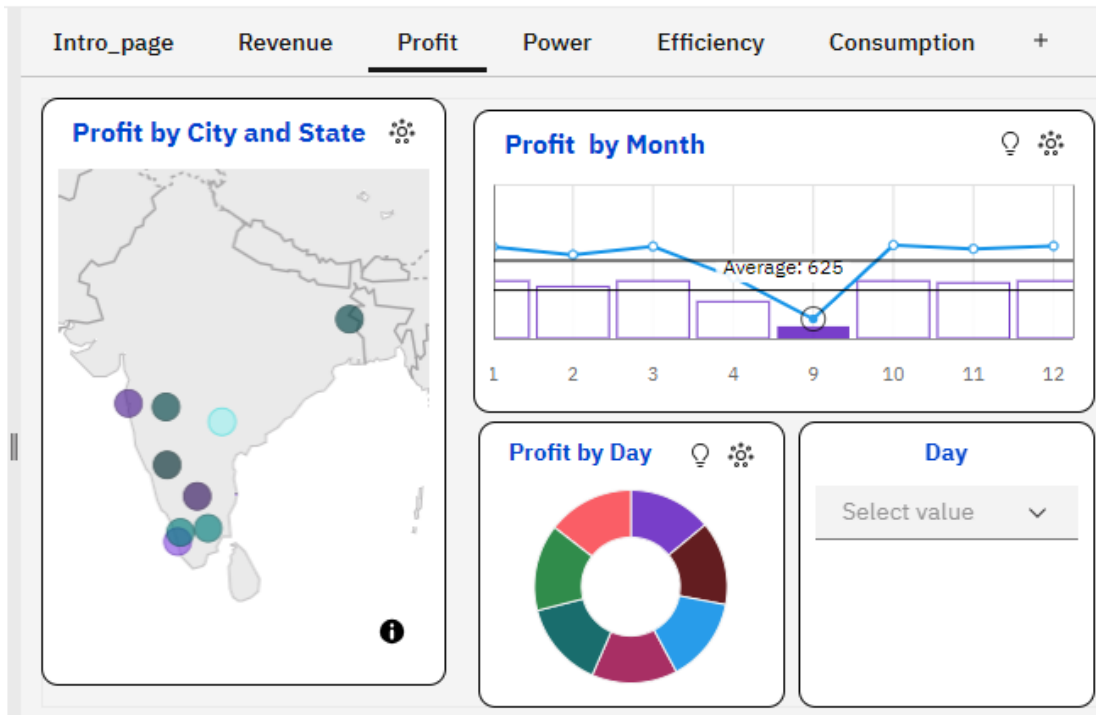 Intro_page Revenue Profit Power Efficiency Consumption +
Profit by City and State
Profit by Month
Average: 625
1 2 3 4 9 10 11 12
Profit by Day
Day
Select value